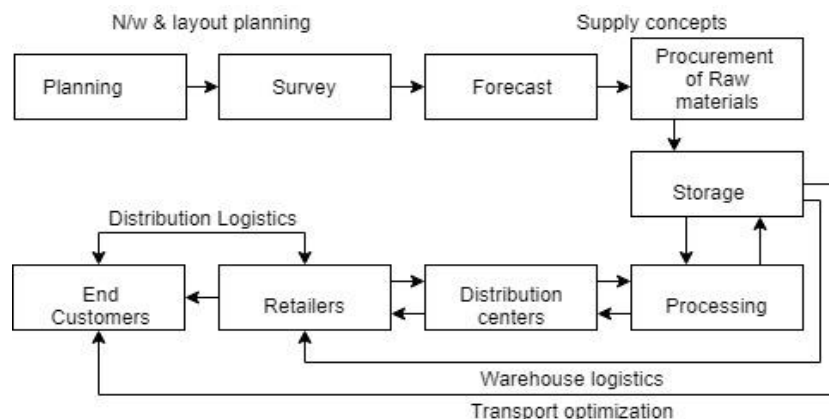 N/w & layout planning
Supply concepts
Planning
Survey
Forecast
Procurement
of Raw
materials
Storage
Distribution Logistics
End
Customers
Retailers
Distribution
centers
Processing
Warehouse logistics
Transport optimization